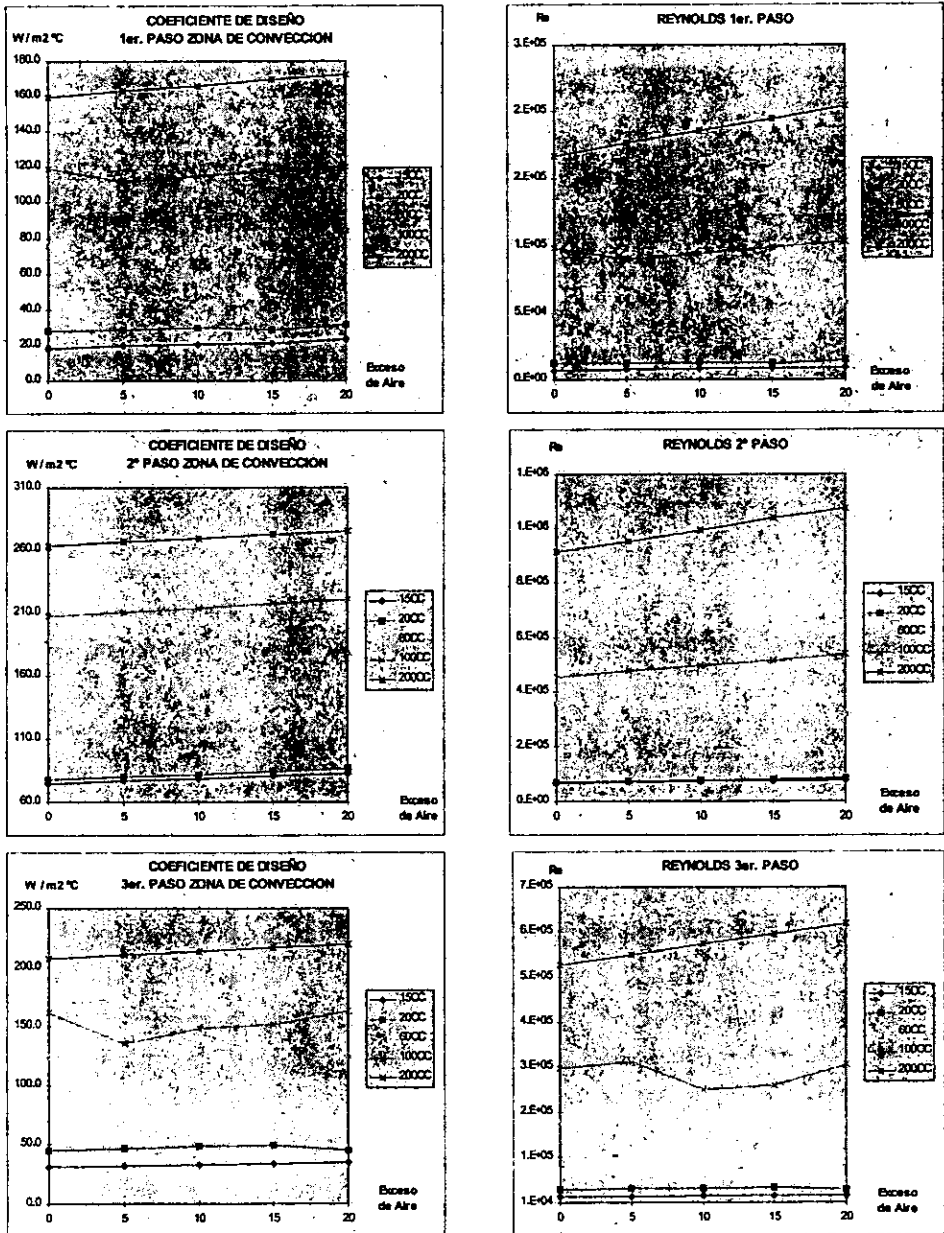 COEFICIENTE DE DISEÑO
W / m2 °C
1er. PASO ZONA DE CONVECCION
180.0
160.0
140.0
120.0
100.0
80.0
60.0
40.0
20.0
0.0
0 5 10 15 20
Exceso
de Aire
100CC
200CC
REYNOLDS 1er. PASO
Re
3.E+05
2.E+05
2.E+05
1.E+05
5.E+04
0.E+00
0 5 10 15 20
Exceso
de Aire
15CC
20CC
100CC
200CC
COEFICIENTE DE DISEÑO
W / m2 °C
2° PASO ZONA DE CONVECCION
310.0
260.0
210.0
160.0
110.0
60.0
0 5 10 15 20
Exceso
de Aire
15CC
20CC
60CC
100CC
200CC
REYNOLDS 2° PASO
Re
1.E+06
1.E+06
8.E+05
6.E+05
4.E+05
2.E+05
0.E+00
0 5 10 15 20
Exceso
de Aire
15CC
20CC
60CC
100CC
200CC
COEFICIENTE DE DISEÑO
W / m2 °C
3er. PASO ZONA DE CONVECCION
250.0
200.0
150.0
100.0
50.0
0.0
0 5 10 15 20
Exceso
de Aire
15CC
20CC
60CC
100CC
200CC
REYNOLDS 3er. PASO
Re
7.E+05
6.E+05
5.E+05
4.E+05
3.E+05
2.E+05
1.E+05
1.E+04
0 5 10 15 20
Exceso
de Aire
15CC
20CC
60CC
100CC
200CC